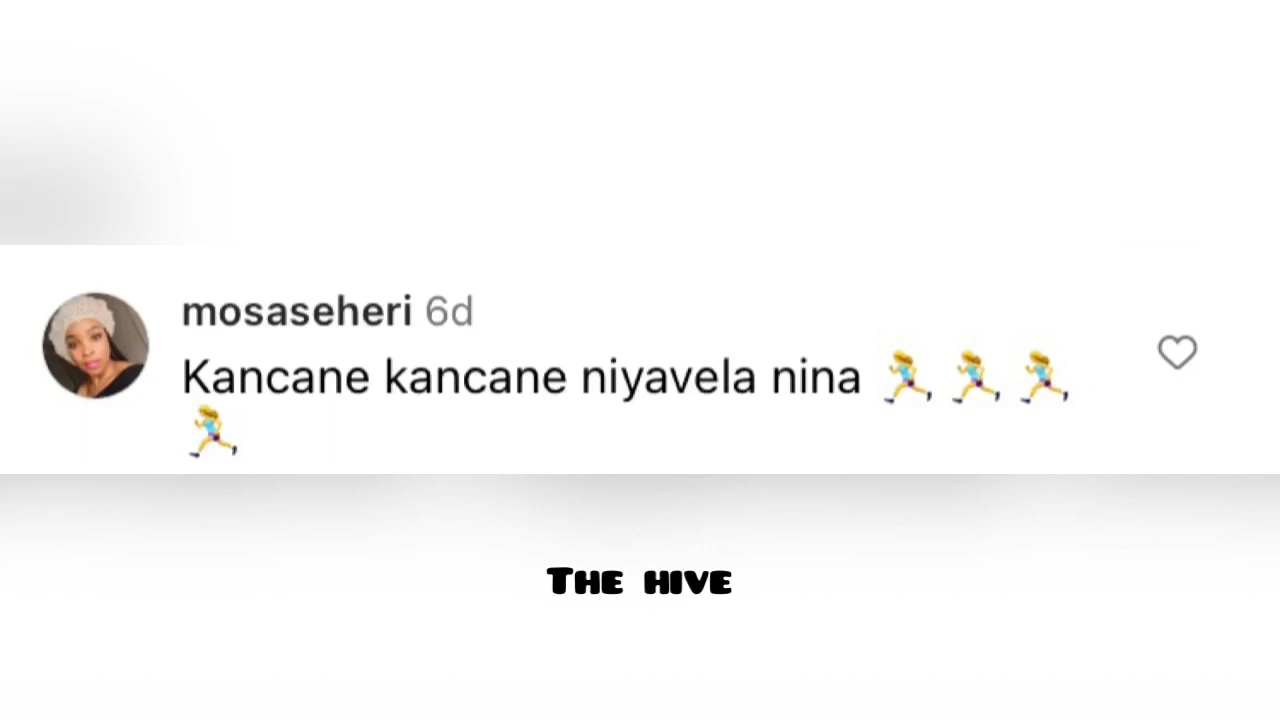 mosaseheri 6d
Kancane kancane niyavela nina 🏃‍♀️🏃‍♀️🏃‍♀️
🏃‍♀️
THE HIVE